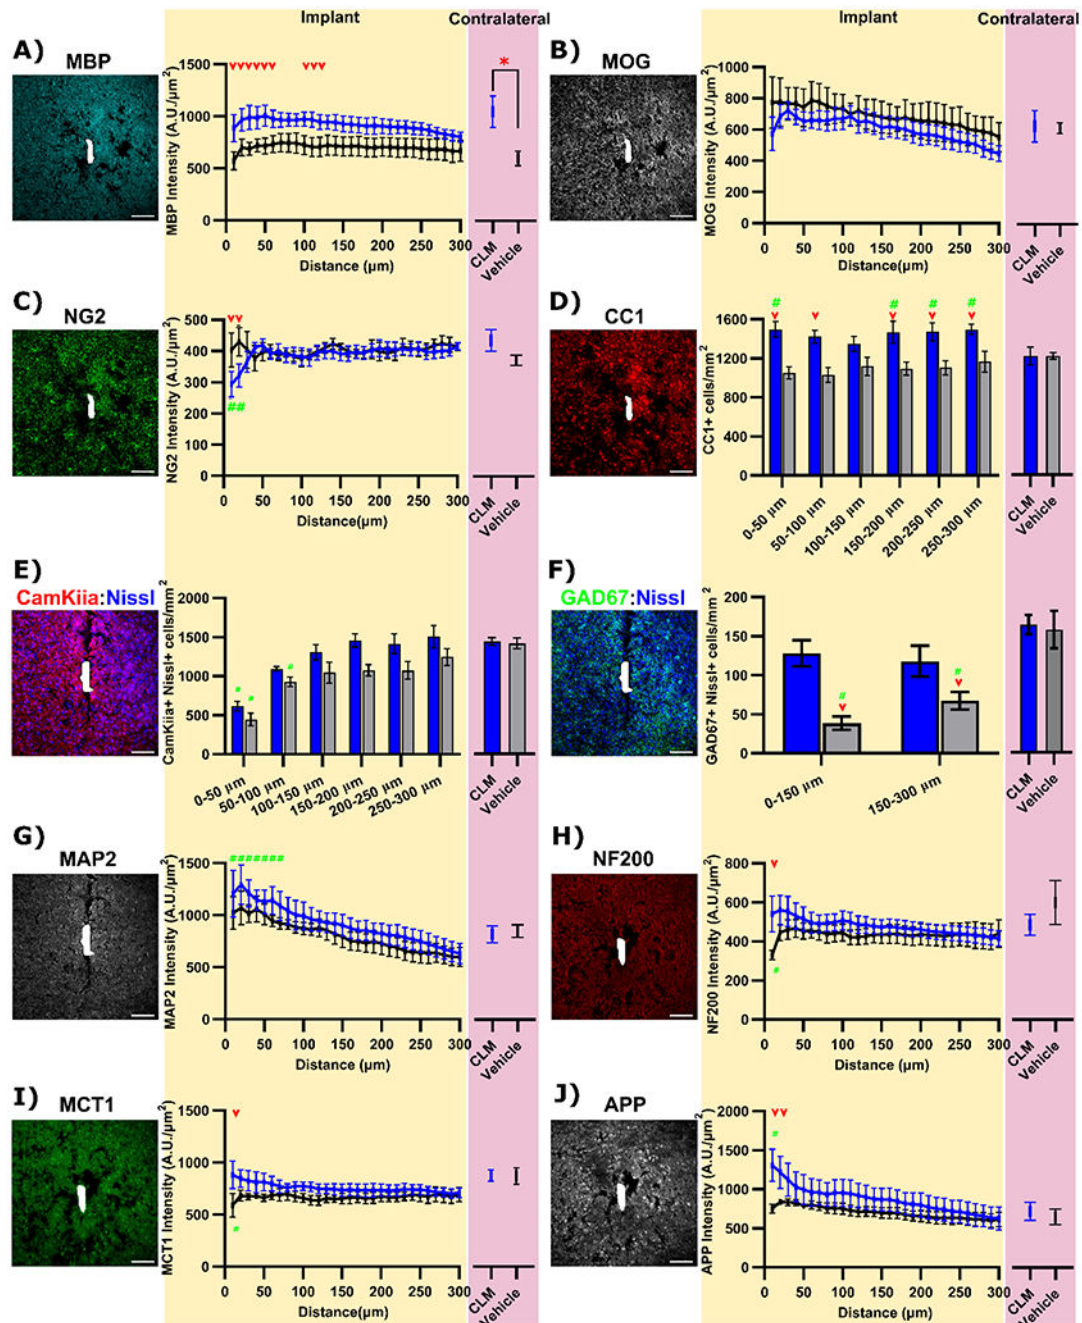 Implant
Contralateral
Implant
Contralateral
A)
MBP
MBP Intensity (A.U./µm²)
1500
1000
500
0
0 50 100 150 200 250 300
Distance (µm)
*
CLM
Vehicle
B)
MOG
MOG Intensity (A.U./µm²)
1000
800
600
400
200
0
0 50 100 150 200 250 300
Distance (µm)
CLM
Vehicle
C)
NG2
NG2 Intensity (A.U./µm²)
500
400
300
400
300
200
100
0
##
0 50 100 150 200 250 300
Distance(µm)
CLM
Vehicle
D)
CC1
CC1+ cells/mm²
1600
1200
800
400
0
# # # #
0-50 µm
50-100 µm
100-150 µm
150-200 µm
200-250 µm
250-300 µm
CLM
Vehicle
E)
CamKiia:Nissl
CamKiia+ Nissl+ cells/mm²
2000
1500
1000
500
0
# # #
0-50 µm
50-100 µm
100-150 µm
150-200 µm
200-250 µm
250-300 µm
CLM
Vehicle
F)
GAD67:Nissl
GAD67+ Nissl+ cells/mm²
200
150
100
50
0
# #
0-150 µm
150-300 µm
CLM
Vehicle
G)
MAP2
MAP2 Intensity (A.U./µm²)
1500
1000
500
0
#######
0 50 100 150 200 250 300
Distance (µm)
CLM
Vehicle
H)
NF200
NF200 Intensity (A.U./µm²)
800
600
400
200
0
#
0 50 100 150 200 250 300
Distance (µm)
CLM
Vehicle
I)
MCT1
MCT1 Intensity (A.U./µm²)
1500
1000
500
0
#
0 50 100 150 200 250 300
Distance(µm)
CLM
Vehicle
J)
APP
APP Intensity (A.U./µm²)
2000
1500
1000
500
0
#
0 50 100 150 200 250 300
Distance (µm)
CLM
Vehicle